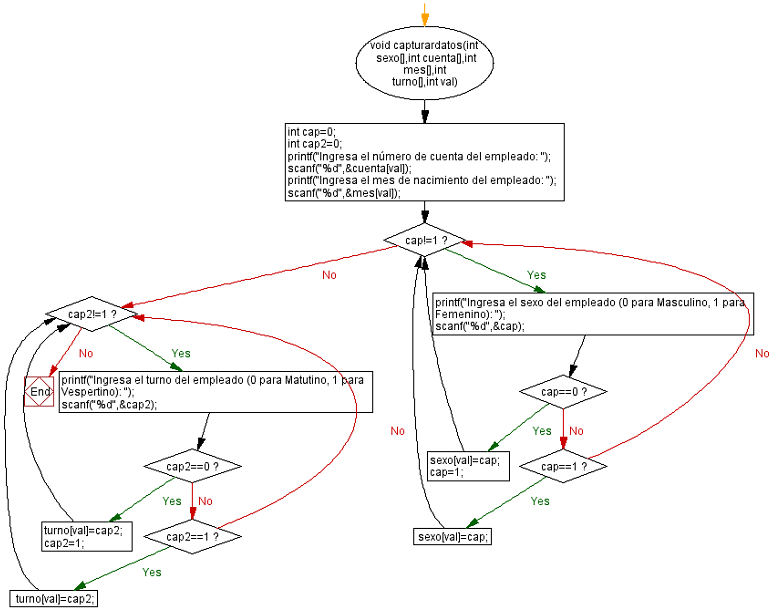 void capturardatos(int
sexo[],int cuenta[],int
mes[],int
turno[],int val)
int cap=0;
int cap2=0;
printf("Ingresa el número de cuenta del empleado: ");
scanf("%d",&cuenta[val]);
printf("Ingresa el mes de nacimiento del empleado: ");
scanf("%d",&mes[val]);
cap!=1 ?
No
Yes
printf("Ingresa el sexo del empleado (0 para Masculino, 1 para
Femenino): ");
scanf("%d",&cap);
cap2!=1 ?
No
Yes
No
End
printf("Ingresa el turno del empleado (0 para Matutino, 1 para
Vespertino): ");
scanf("%d",&cap2);
cap==0 ?
Yes
No
No
sexo[val]=cap;
cap=1;
cap==1 ?
Yes
sexo[val]=cap;
cap2==0 ?
Yes
No
turno[val]=cap2;
cap2=1;
cap2==1 ?
Yes
turno[val]=cap2;